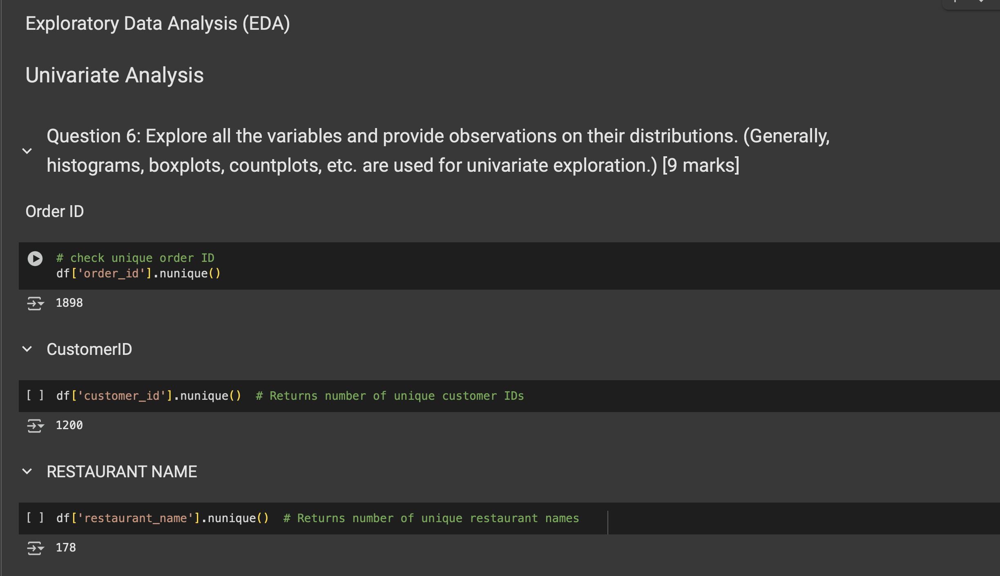 Exploratory Data Analysis (EDA)
Univariate Analysis
Question 6: Explore all the variables and provide observations on their distributions. (Generally,
histograms, boxplots, countplots, etc. are used for univariate exploration.) [9 marks]
Order ID
# check unique order ID
df['order_id'].nunique()
1898
CustomerID
[ ] df['customer_id'].nunique()  # Returns number of unique customer IDs
1200
RESTAURANT NAME
[ ] df['restaurant_name'].nunique()  # Returns number of unique restaurant names
178